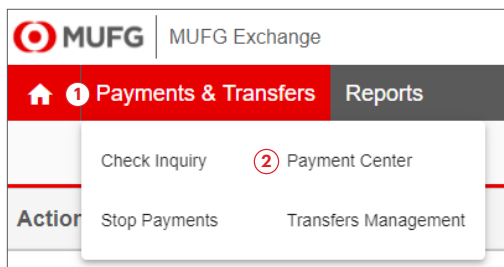 MUFG MUFG Exchange
1 Payments & Transfers Reports
Check Inquiry 2 Payment Center
Action Stop Payments Transfers Management